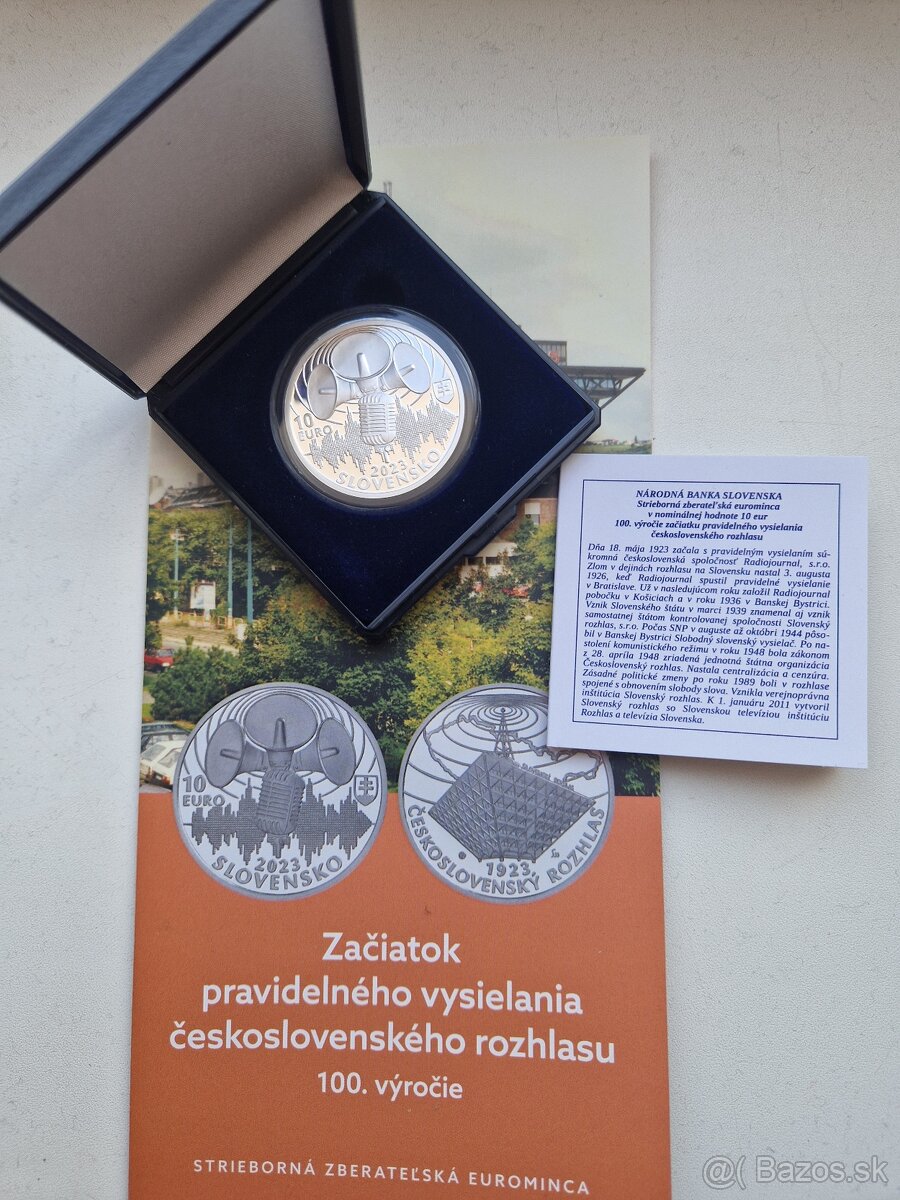 10
EURO
2023
SLOVENSKO
NÁRODNÁ BANKA SLOVENSKA
Strieborná zberateľská eurominca
v nominálnej hodnote 10 eur
100. výročie začiatku pravidelného vysielania
československého rozhlasu
Dňa 18. mája 1923 začala s pravidelným vysielaním súk-
romná československá spoločnosť Radiojournal, s.r.o.
Zlom v dejinách rozhlasu na Slovensku nastal 3. augusta
1926, keď Radiojournal spustil pravidelné vysielanie
v Bratislave. Už v nasledujúcom roku založil Radiojournal
pobočku v Košiciach a v roku 1936 v Banskej Bystrici.
Vznik Slovenského štátu v marci 1939 znamenal aj vznik
samostatnej štátom kontrolovanej spoločnosti Slovenský
rozhlas, s.r.o. Počas SNP v auguste až októbri 1944 pôso-
bil v Banskej Bystrici Slobodný slovenský vysielač. Po na-
stolení komunistického režimu v roku 1948 bola zákonom
z 28. apríla 1948 zriadená jednotná štátna organizácia
Československý rozhlas. Nastala centralizácia a cenzúra.
Zásadné politické zmeny po roku 1989 boli v rozhlase
spojené s obnovením slobody slova. Vznikla verejnoprávna
inštitúcia Slovenský rozhlas. K 1. januáru 2011 vytvoril
Slovenský rozhlas so Slovenskou televíziou inštitúciu
Rozhlas a televízia Slovenska.
10
EURO
2023
SLOVENSKO
1923
ČESKOSLOVENSKÝ ROZHLAS
Začiatok
pravidelného vysielania
československého rozhlasu
100. výročie
STRIEBORNÁ ZBERATEĽSKÁ EUROMINCA
@( Bazos.sk